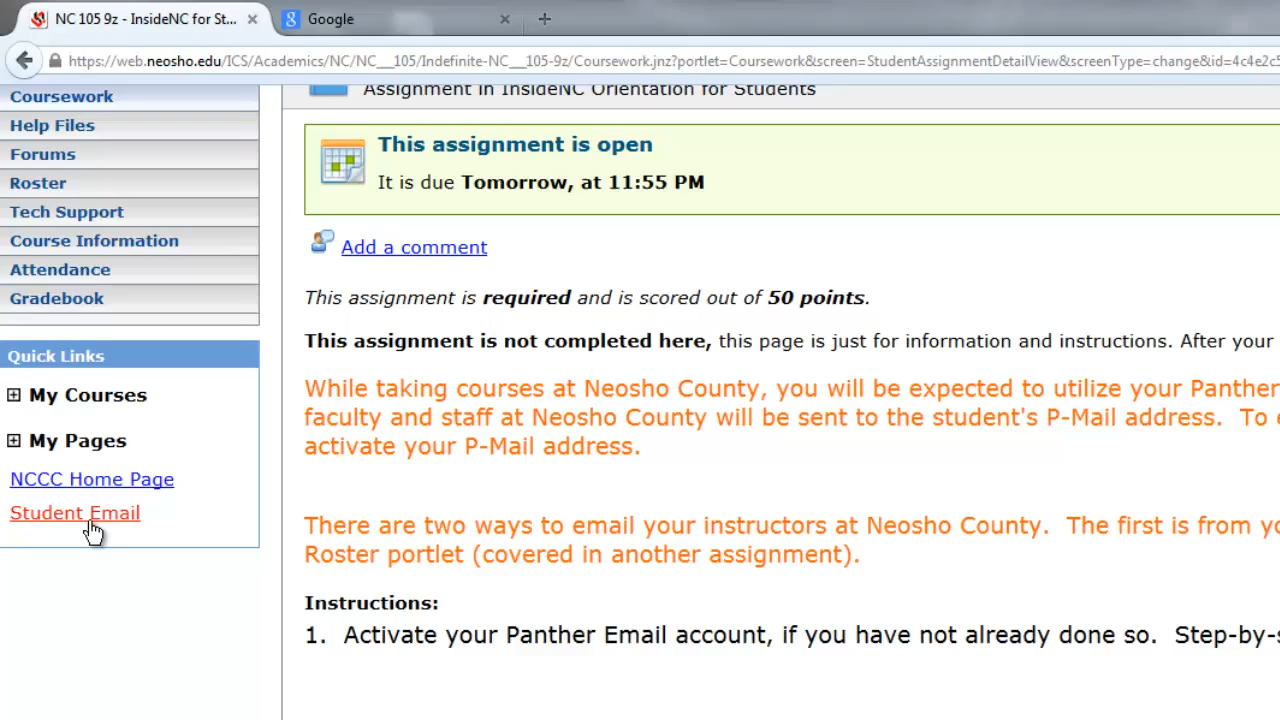 NC 105 9z - InsideNC for St...
Google
https://web.neosho.edu/ICS/Academics/NC/NC__105/Indefinite-NC__105-9z/Coursework.jnz?portlet=Coursework&screen=StudentAssignmentDetailView&screenType=change&id=4c4e2c5
Coursework
Help Files
Forums
Roster
Tech Support
Course Information
Attendance
Gradebook
Quick Links
My Courses
My Pages
NCCC Home Page
Student Email
Assignment in InsideNC Orientation for Students
This assignment is open
It is due Tomorrow, at 11:55 PM
Add a comment
This assignment is required and is scored out of 50 points.
This assignment is not completed here, this page is just for information and instructions. After your
While taking courses at Neosho County, you will be expected to utilize your Panther
faculty and staff at Neosho County will be sent to the student's P-Mail address. To
activate your P-Mail address.
There are two ways to email your instructors at Neosho County. The first is from
Roster portlet (covered in another assignment).
Instructions:
1. Activate your Panther Email account, if you have not already done so. Step-by-